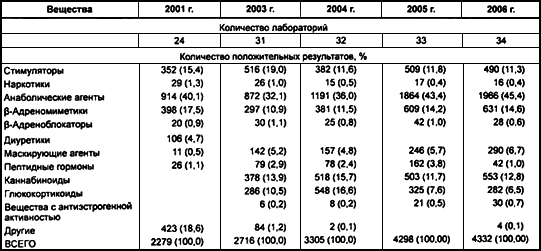 Вещества 2001 г. 2003 г. 2004 г. 2005 г. 2006 г.
Количество лабораторий
24 31 32 33 34
Количество положительных результатов, %
Стимуляторы 352 (15,4) 516 (19,0) 382 (11,6) 509 (11,8) 490 (11,3)
Наркотики 29 (1,3) 26 (1,0) 15 (0,5) 17 (0,4) 16 (0,4)
Анаболические агенты 914 (40,1) 872 (32,1) 1191 (36,0) 1864 (43,4) 1966 (45,4)
β-Адреномиметики 398 (17,5) 297 (10,9) 381 (11,5) 609 (14,2) 631 (14,6)
β-Адреноблокаторы 20 (0,9) 30 (1,1) 25 (0,8) 42 (1,0) 28 (0,6)
Диуретики 106 (4,7)
Маскирующие агенты 11 (0,5) 142 (5,2) 157 (4,8) 246 (5,7) 290 (6,7)
Пептидные гормоны 26 (1,1) 79 (2,9) 78 (2,4) 162 (3,8) 42 (1,0)
Каннабиноиды 378 (13,9) 518 (15,7) 503 (11,7) 553 (12,8)
Глюкокортикоиды 286 (10,5) 548 (16,6) 325 (7,6) 282 (6,5)
Вещества с антиэстрогенной 6 (0,2) 8 (0,2) 21 (0,5) 30 (0,7)
активностью
Другие 423 (18,6) 84 (1,2) 2 (0,1) 4 (0,1)
ВСЕГО 2279 (100,0) 2716 (100,0) 3305 (100,0) 4298 (100,00) 4332 (100,00)